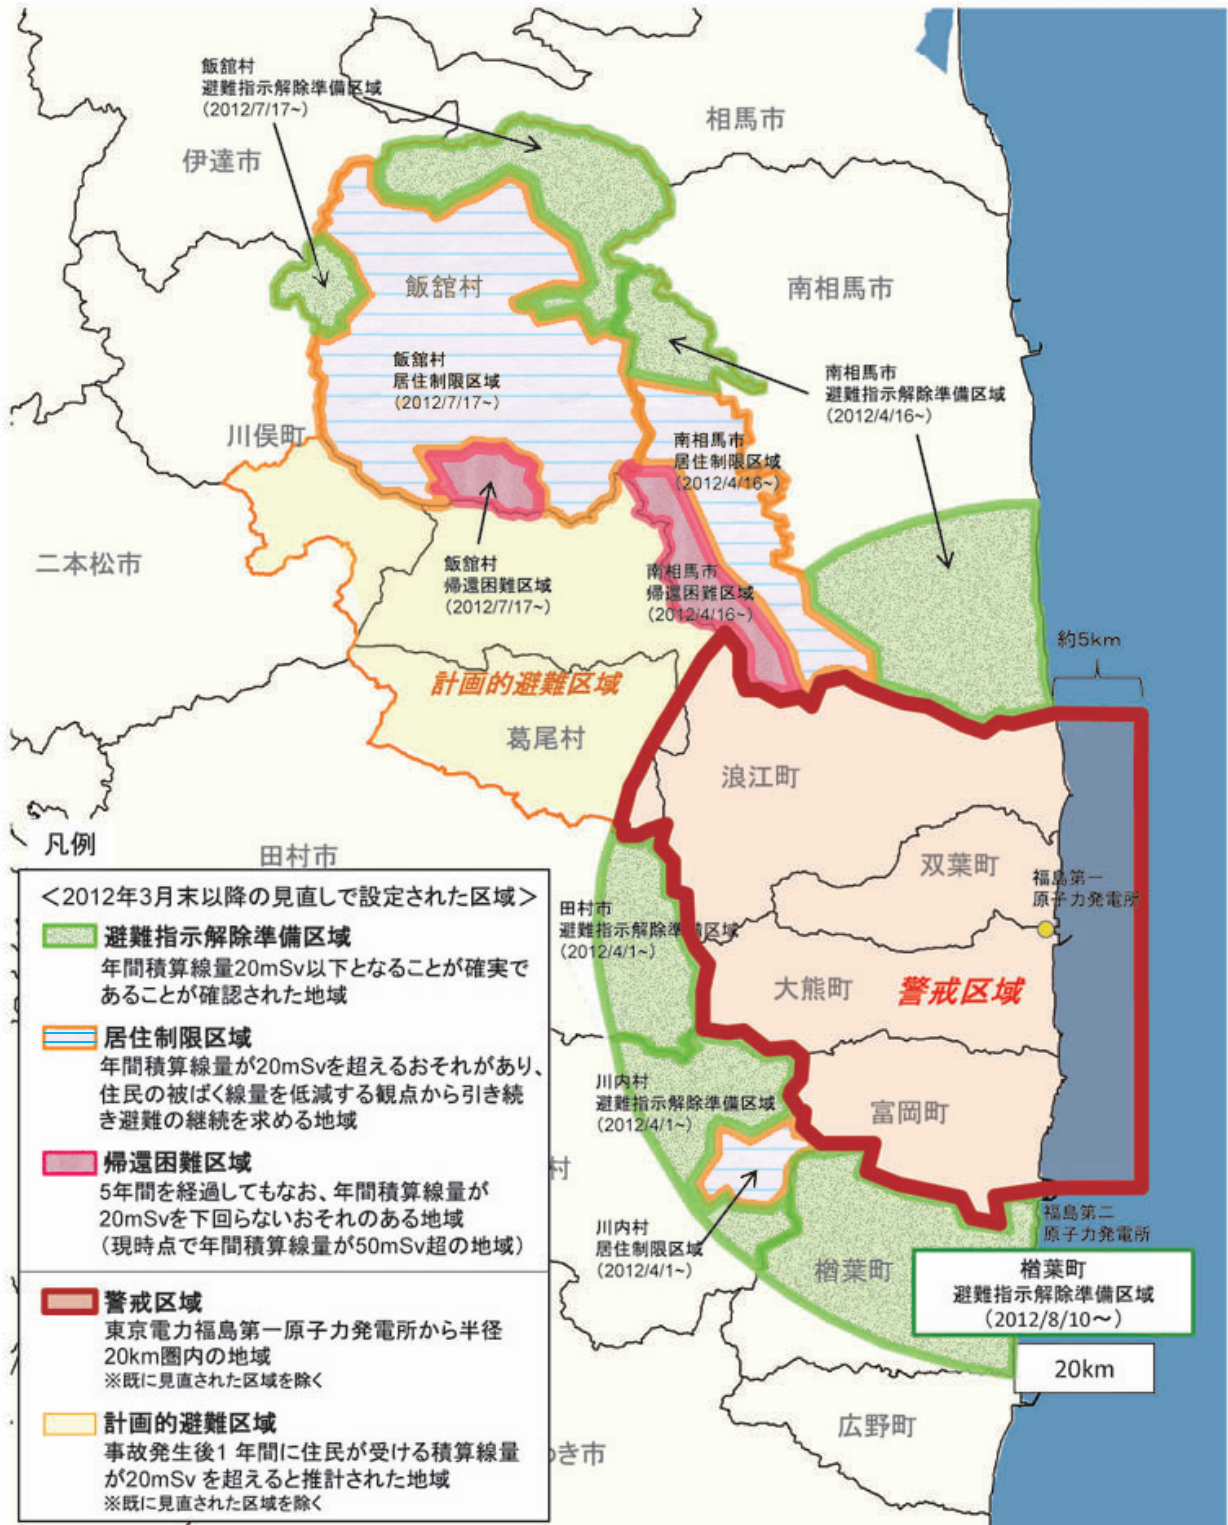 飯舘村
避難指示解除準備区域
(2012/7/17~)
相馬市
伊達市
飯舘村
南相馬市
飯舘村
居住制限区域
(2012/7/17~)
南相馬市
避難指示解除準備区域
(2012/4/16~)
川俣町
南相馬市
居住制限区域
(2012/4/16~)
二本松市
飯舘村
帰還困難区域
(2012/7/17~)
南相馬市
帰還困難区域
(2012/4/16~)
約5km
計画的避難区域
葛尾村
浪江町
双葉町
福島第一
原子力発電所
田村市
田村市
避難指示解除準備区域
(2012/4/1~)
大熊町
警戒区域
川内村
避難指示解除準備区域
(2012/4/1~)
富岡町
村
川内村
居住制限区域
(2012/4/1~)
福島第二
原子力発電所
楢葉町
楢葉町
避難指示解除準備区域
(2012/8/10～)
20km
広野町
き市
凡例
＜2012年3月末以降の見直しで設定された区域＞
避難指示解除準備区域
年間積算線量20mSv以下となることが確実で
あることが確認された地域
居住制限区域
年間積算線量が20mSvを超えるおそれがあり、
住民の被ばく線量を低減する観点から引き続
き避難の継続を求める地域
帰還困難区域
5年間を経過してもなお、年間積算線量が
20mSvを下回らないおそれのある地域
(現時点で年間積算線量が50mSv超の地域)
警戒区域
東京電力福島第一原子力発電所から半径
20km圏内の地域
※既に見直された区域を除く
計画的避難区域
事故発生後1 年間に住民が受ける積算線量
が20mSv を超えると推計された地域
※既に見直された区域を除く